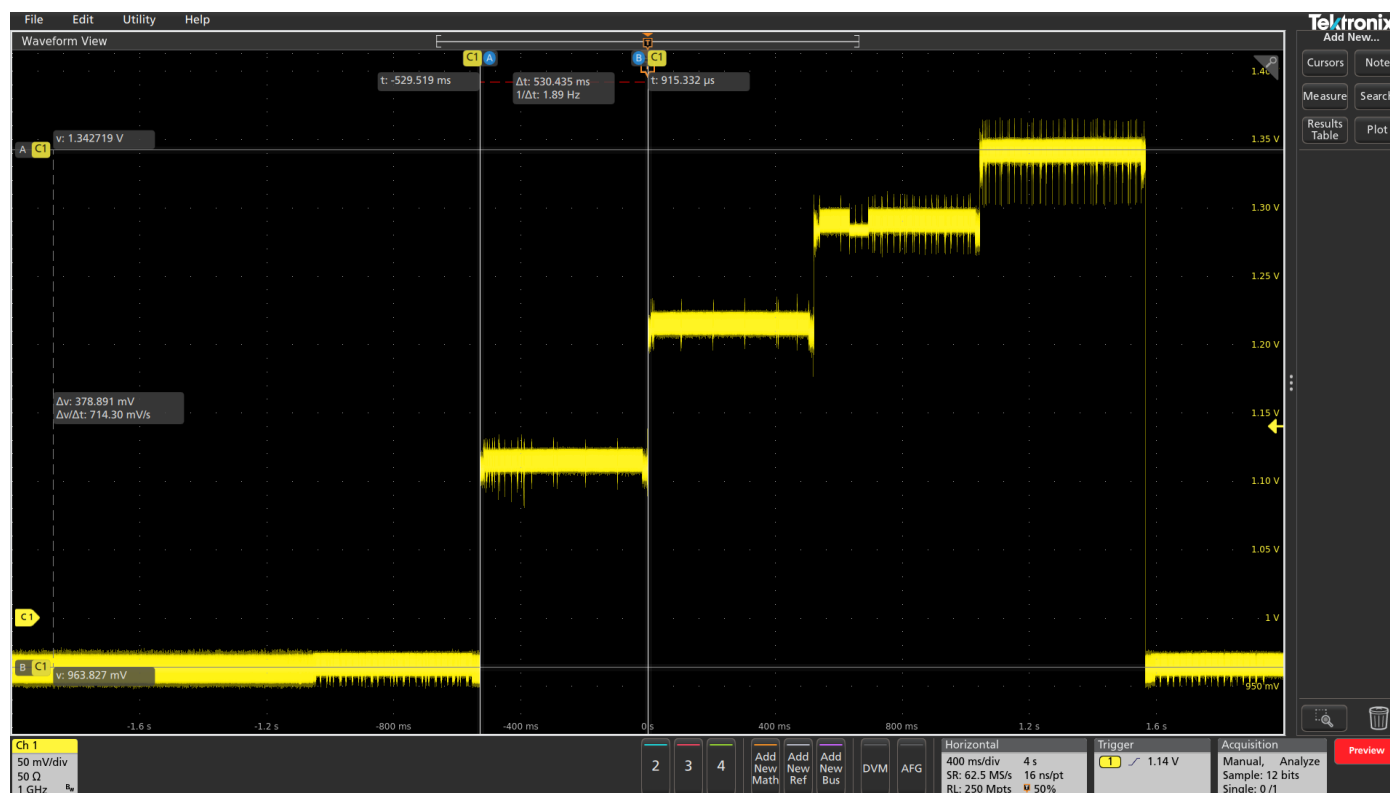 File Edit Utility Help
Tektronix
Waveform View
Add New...
C1 A
B C1
T
t: -529.519 ms
Δt: 530.435 ms
1/Δt: 1.89 Hz
t: 915.332 µs
1.40
Cursors Note
Measure Search
Results
Table
Plot
v: 1.342719 V
A C1
1.35 V
1.30 V
1.25 V
1.20 V
Δv: 378.891 mV
Δv/Δt: 714.30 mV/s
1.15 V
1.10 V
1.05 V
C1
1 V
B C1
v: 963.827 mV
950 mV
-1.6 s -1.2 s -800 ms -400 ms 0 s 400 ms 800 ms 1.2 s 1.6 s
Ch 1
50 mV/div
50 Ω
1 GHz Bw
2 3 4
Add
New
Math
Add
New
Ref
Add
New
Bus
DVM AFG
Horizontal
400 ms/div 4 s
SR: 62.5 MS/s 16 ns/pt
RL: 250 Mpts 50%
Trigger
1 1.14 V
Acquisition
Manual, Analyze
Sample: 12 bits
Single: 0 /1
Preview